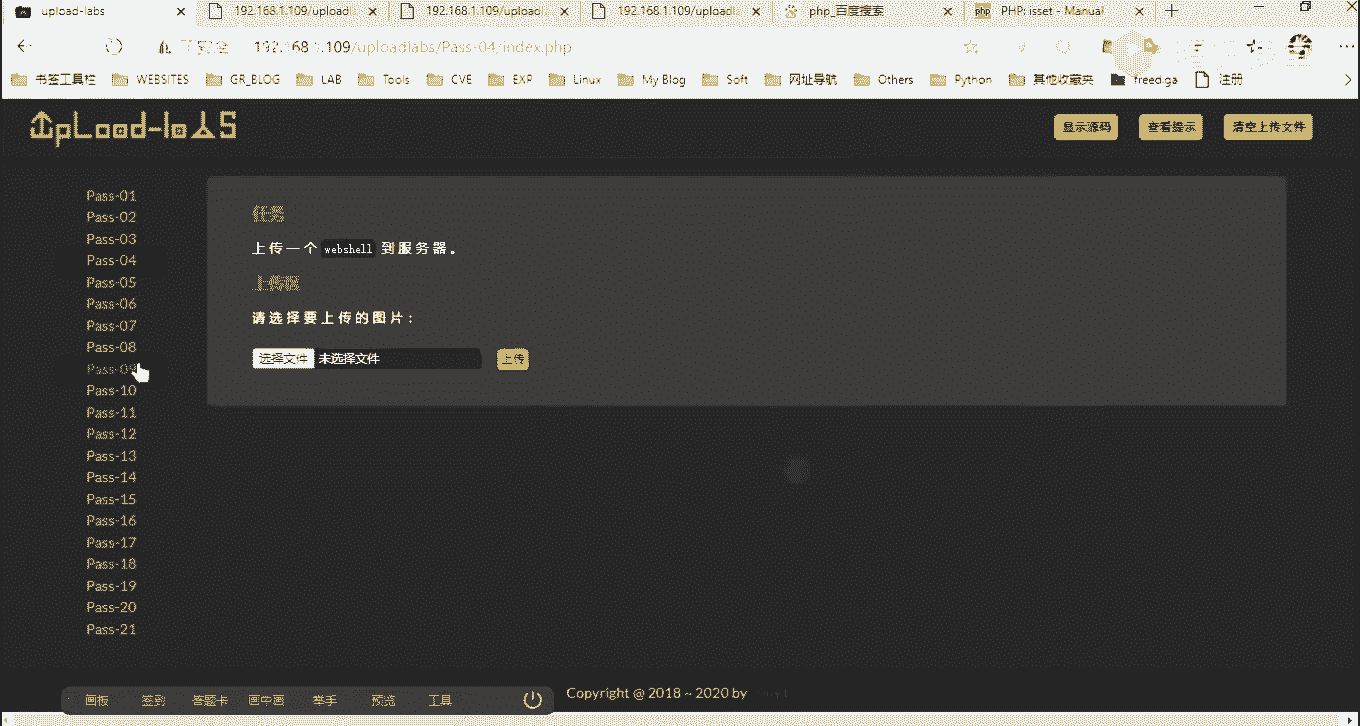 upload-labs
192.168.1.109/uploadl
192.168.1.109/uploadl
192.168.1.109/upload
php_百度搜索
php PHP: isset - Manual
192.168.1.109/uploadlabs/Pass-04/index.php
书签工具栏 WEBSITES GR_BLOG LAB Tools CVE EXP Linux My Blog Soft 网址导航 Others Python 其他收藏夹 freed.ga 注册
upLoad-labs
显示源码 查看提示 清空上传文件
Pass-01
Pass-02
Pass-03
Pass-04
Pass-05
Pass-06
Pass-07
Pass-08
Pass-09
Pass-10
Pass-11
Pass-12
Pass-13
Pass-14
Pass-15
Pass-16
Pass-17
Pass-18
Pass-19
Pass-20
Pass-21
任务
上传一个 webshell 到服务器。
上传区
请选择要上传的图片:
选择文件 未选择文件 上传
画板 签到 答题卡 画中画 举手 预览 工具
Copyright @ 2018 ~ 2020 by